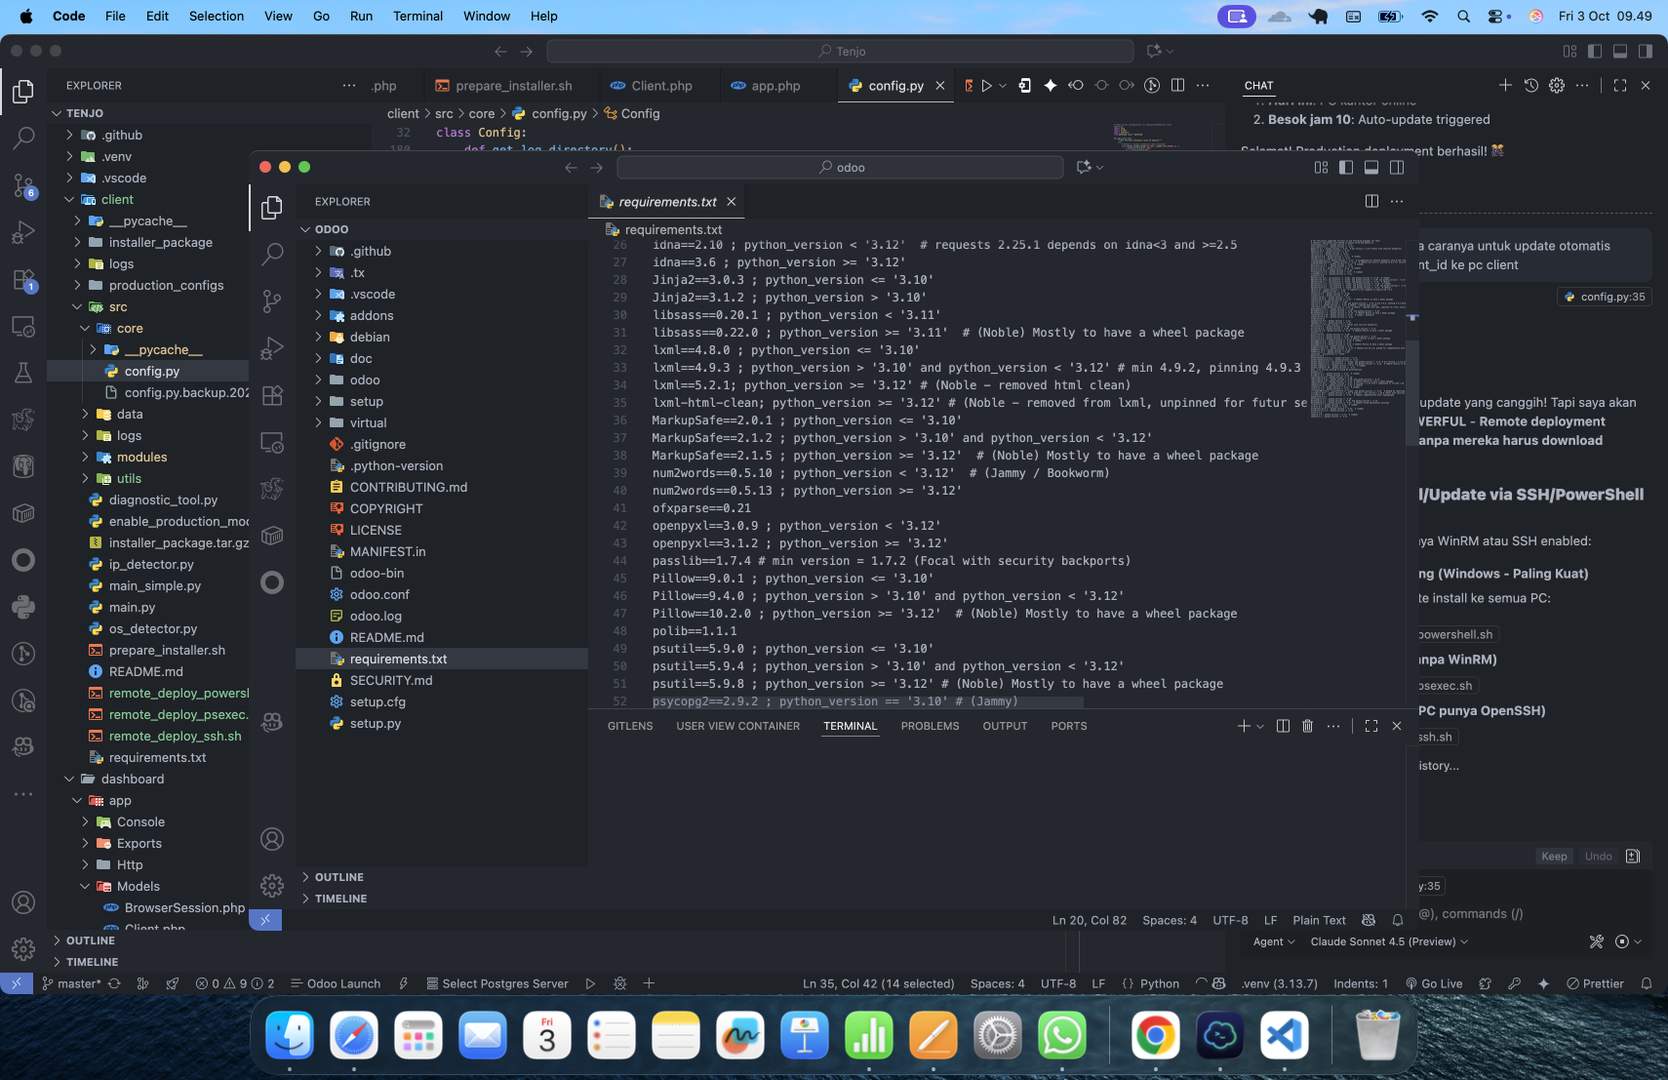 Code File Edit Selection View Go Run Terminal Window Help
Fri 3 Oct 09.49
Tenjo
EXPLORER
.php
prepare_installer.sh
Client.php
app.php
config.py
CHAT
TENJO
.github
.venv
.vscode
client
__pycache__
installer_package
logs
production_configs
src
core
__pycache__
config.py
config.py.backup.202
data
logs
modules
utils
diagnostic_tool.py
enable_production_mod
installer_package.tar.gz
ip_detector.py
main_simple.py
main.py
os_detector.py
prepare_installer.sh
README.md
remote_deploy_powersh
remote_deploy_psexec.
remote_deploy_ssh.sh
requirements.txt
dashboard
app
Console
Exports
Http
Models
BrowserSession.php
Client.php
OUTLINE
TIMELINE
6
1
client > src > core > config.py > Config
32 class Config:
def get_log_directory():
odoo
EXPLORER
ODOO
.github
.tx
.vscode
addons
debian
doc
odoo
setup
virtual
.gitignore
.python-version
CONTRIBUTING.md
COPYRIGHT
LICENSE
MANIFEST.in
odoo-bin
odoo.conf
odoo.log
README.md
requirements.txt
SECURITY.md
setup.cfg
setup.py
OUTLINE
TIMELINE
requirements.txt
requirements.txt
26 idna==2.10 ; python_version < '3.12'  # requests 2.25.1 depends on idna<3 and >=2.5
27 idna==3.6 ; python_version >= '3.12'
28 Jinja2==3.0.3 ; python_version <= '3.10'
29 Jinja2==3.1.2 ; python_version > '3.10'
30 libsass==0.20.1 ; python_version < '3.11'
31 libsass==0.22.0 ; python_version >= '3.11'  # (Noble) Mostly to have a wheel package
32 lxml==4.8.0 ; python_version <= '3.10'
33 lxml==4.9.3 ; python_version > '3.10' and python_version < '3.12' # min 4.9.2, pinning 4.9.3
34 lxml==5.2.1; python_version >= '3.12' # (Noble - removed html clean)
35 lxml-html-clean; python_version >= '3.12' # (Noble - removed from lxml, unpinned for futur se
36 MarkupSafe==2.0.1 ; python_version <= '3.10'
37 MarkupSafe==2.1.2 ; python_version > '3.10' and python_version < '3.12'
38 MarkupSafe==2.1.5 ; python_version >= '3.12'  # (Noble) Mostly to have a wheel package
39 num2words==0.5.10 ; python_version < '3.12'  # (Jammy / Bookworm)
40 num2words==0.5.13 ; python_version >= '3.12'
41 ofxparse==0.21
42 openpyxl==3.0.9 ; python_version < '3.12'
43 openpyxl==3.1.2 ; python_version >= '3.12'
44 passlib==1.7.4 # min version = 1.7.2 (Focal with security backports)
45 Pillow==9.0.1 ; python_version <= '3.10'
46 Pillow==9.4.0 ; python_version > '3.10' and python_version < '3.12'
47 Pillow==10.2.0 ; python_version >= '3.12'  # (Noble) Mostly to have a wheel package
48 polib==1.1.1
49 psutil==5.9.0 ; python_version <= '3.10'
50 psutil==5.9.4 ; python_version > '3.10' and python_version < '3.12'
51 psutil==5.9.8 ; python_version >= '3.12' # (Noble) Mostly to have a wheel package
52 psycopg2==2.9.2 ; python_version == '3.10' # (Jammy)
GITLENS USER VIEW CONTAINER TERMINAL PROBLEMS OUTPUT PORTS
Ln 20, Col 82 Spaces: 4 UTF-8 LF Plain Text
2. Besok jam 10: Auto-update triggered
Selamat! Production deployment berhasil!
a caranya untuk update otomatis
nt_id ke pc client
config.py:35
update yang canggih! Tapi saya akan
WERFUL - Remote deployment
anpa mereka harus download
l/Update via SSH/PowerShell
ya WinRM atau SSH enabled:
ng (Windows - Paling Kuat)
te install ke semua PC:
powershell.sh
anpa WinRM)
psexec.sh
PC punya OpenSSH)
ssh.sh
istory...
Keep Undo
y:35
@), commands (/)
Agent Claude Sonnet 4.5 (Preview)
master* 0 9 2 Odoo Launch Select Postgres Server
Ln 35, Col 42 (14 selected) Spaces: 4 UTF-8 LF {} Python .venv (3.13.7) Indents: 1 Go Live Prettier
Fri
3